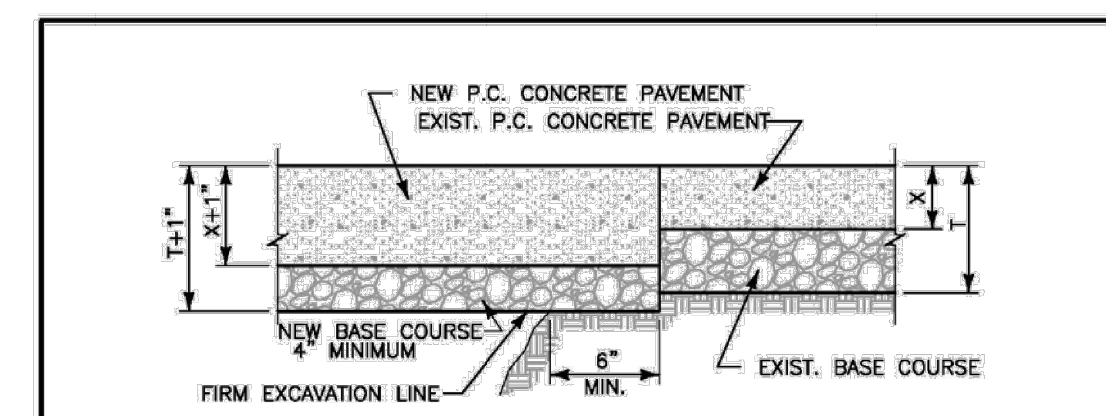 NEW P.C. CONCRETE PAVEMENT
EXIST. P.C. CONCRETE PAVEMENT
T+1"
X+1"
X
T
NEW BASE COURSE
4" MINIMUM
6"
MIN.
EXIST. BASE COURSE
FIRM EXCAVATION LINE